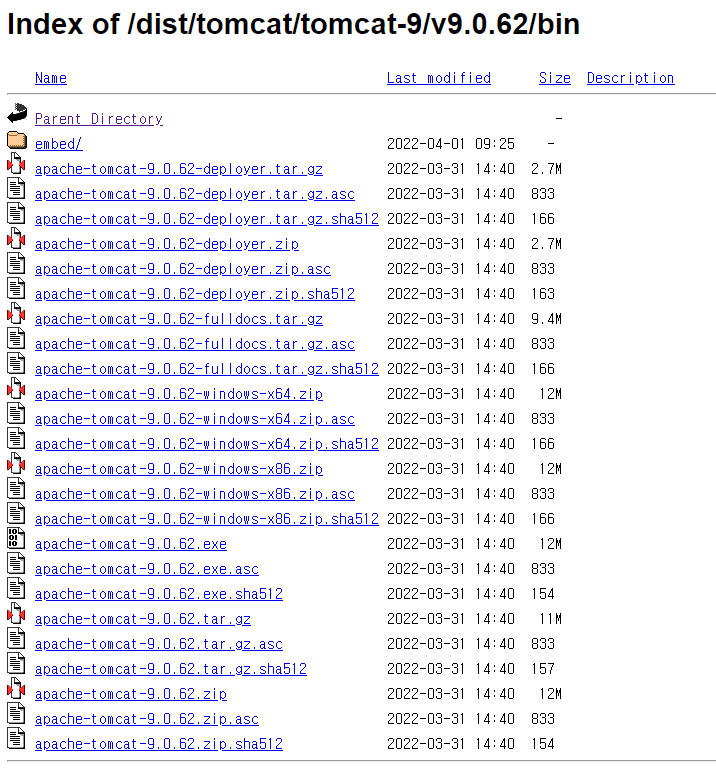 Index of /dist/tomcat/tomcat-9/v9.0.62/bin
Name Last modified Size Description
Parent Directory -
embed/ 2022-04-01 09:25 -
apache-tomcat-9.0.62-deployer.tar.gz 2022-03-31 14:40 2.7M
apache-tomcat-9.0.62-deployer.tar.gz.asc 2022-03-31 14:40 833
apache-tomcat-9.0.62-deployer.tar.gz.sha512 2022-03-31 14:40 166
apache-tomcat-9.0.62-deployer.zip 2022-03-31 14:40 2.7M
apache-tomcat-9.0.62-deployer.zip.asc 2022-03-31 14:40 833
apache-tomcat-9.0.62-deployer.zip.sha512 2022-03-31 14:40 163
apache-tomcat-9.0.62-fulldocs.tar.gz 2022-03-31 14:40 9.4M
apache-tomcat-9.0.62-fulldocs.tar.gz.asc 2022-03-31 14:40 833
apache-tomcat-9.0.62-fulldocs.tar.gz.sha512 2022-03-31 14:40 166
apache-tomcat-9.0.62-windows-x64.zip 2022-03-31 14:40 12M
apache-tomcat-9.0.62-windows-x64.zip.asc 2022-03-31 14:40 833
apache-tomcat-9.0.62-windows-x64.zip.sha512 2022-03-31 14:40 166
apache-tomcat-9.0.62-windows-x86.zip 2022-03-31 14:40 12M
apache-tomcat-9.0.62-windows-x86.zip.asc 2022-03-31 14:40 833
apache-tomcat-9.0.62-windows-x86.zip.sha512 2022-03-31 14:40 166
apache-tomcat-9.0.62.exe 2022-03-31 14:40 12M
apache-tomcat-9.0.62.exe.asc 2022-03-31 14:40 833
apache-tomcat-9.0.62.exe.sha512 2022-03-31 14:40 154
apache-tomcat-9.0.62.tar.gz 2022-03-31 14:40 11M
apache-tomcat-9.0.62.tar.gz.asc 2022-03-31 14:40 833
apache-tomcat-9.0.62.tar.gz.sha512 2022-03-31 14:40 157
apache-tomcat-9.0.62.zip 2022-03-31 14:40 12M
apache-tomcat-9.0.62.zip.asc 2022-03-31 14:40 833
apache-tomcat-9.0.62.zip.sha512 2022-03-31 14:40 154